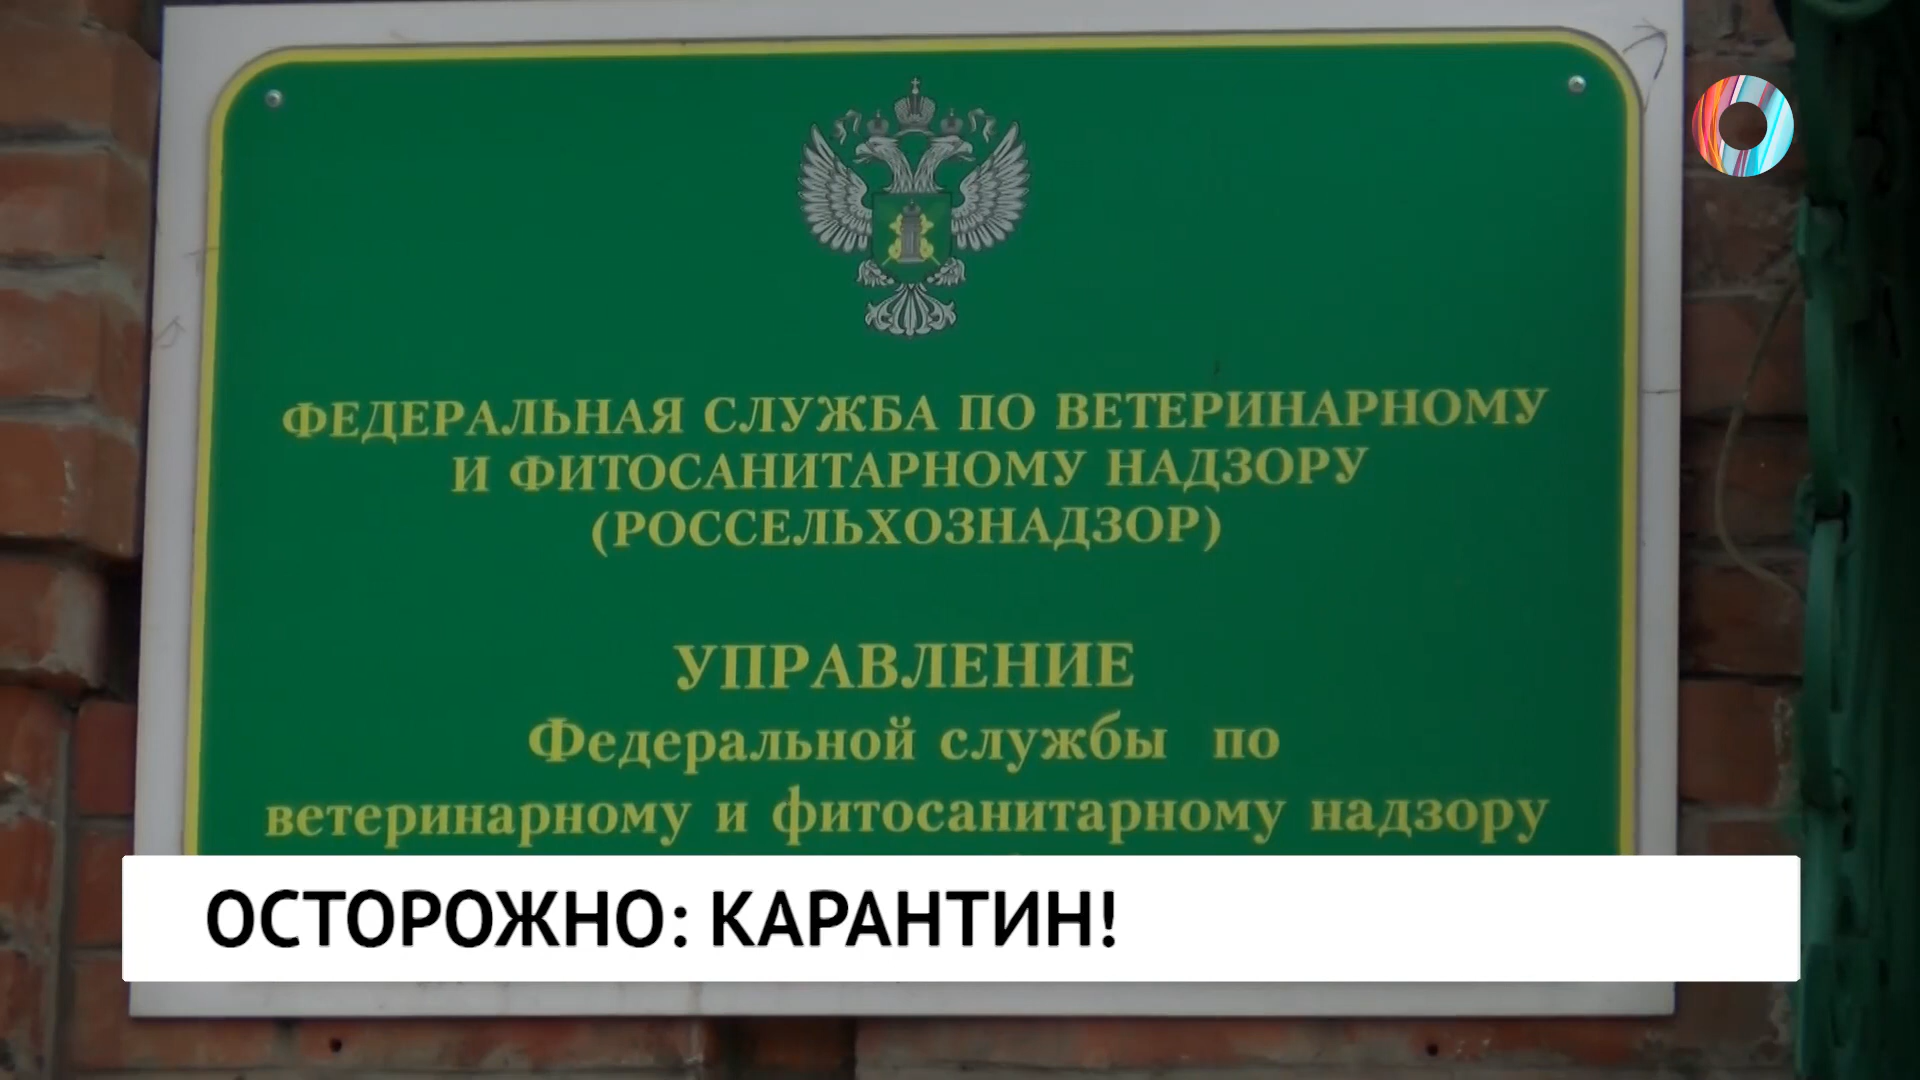 ФЕДЕРАЛЬНАЯ СЛУЖБА ПО ВЕТЕРИНАРНОМУ
И ФИТОСАНИТАРНОМУ НАДЗОРУ
(РОССЕЛЬХОЗНАДЗОР)
УПРАВЛЕНИЕ
Федеральной службы по
ветеринарному и фитосанитарному надзору
ОСТОРОЖНО: КАРАНТИН!